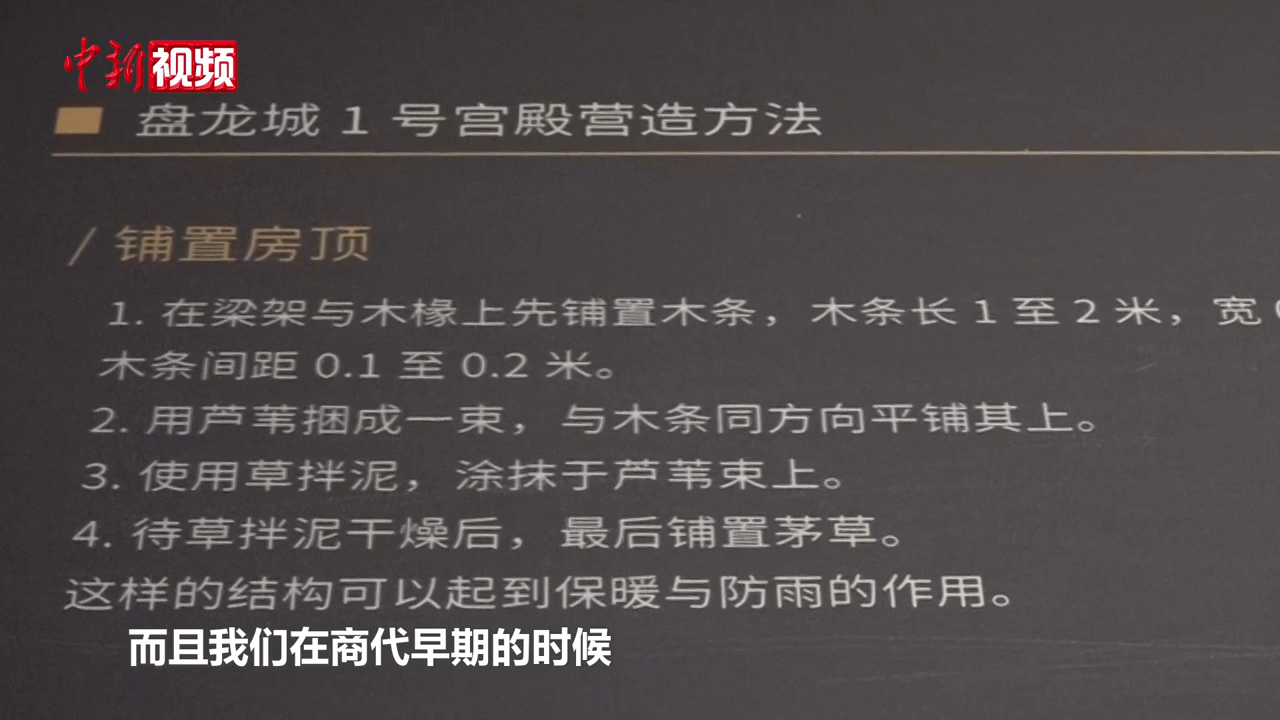 中新视频
盘龙城 1 号宫殿营造方法
/ 铺置房顶
1. 在梁架与木椽上先铺置木条，木条长 1 至 2 米，宽
木条间距 0.1 至 0.2 米。
2. 用芦苇捆成一束，与木条同方向平铺其上。
3. 使用草拌泥，涂抹于芦苇束上。
4. 待草拌泥干燥后，最后铺置茅草。
这样的结构可以起到保暖与防雨的作用。
而且我们在商代早期的时候